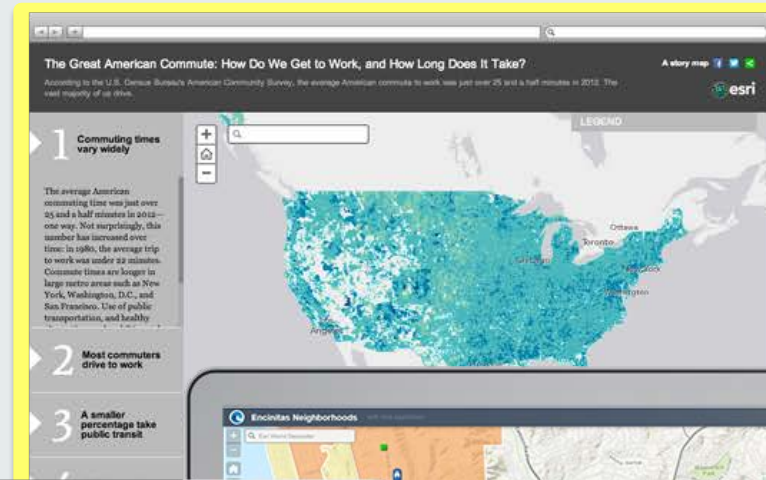 The Great American Commute: How Do We Get to Work, and How Long Does It Take?
A story map
According to the U.S. Census Bureau's American Community Survey, the average American commute to work was just over 25 and a half minutes in 2012. The
vast majority of us drive.
esri
LEGEND
1
Commuting times
vary widely
The average American
commuting time was just over
25 and a half minutes in 2012—
one way. Not surprisingly, this
number has increased over
time: in 1980, the average trip
to work was under 22 minutes.
Commute times are longer in
large metro areas such as New
York, Washington, D.C., and
San Francisco. Use of public
transportation, and healthy
Ottawa
Toronto
Chicago
New York
Washington
2
Most commuters
drive to work
3
A smaller
percentage take
public transit
Encinitas Neighborhoods